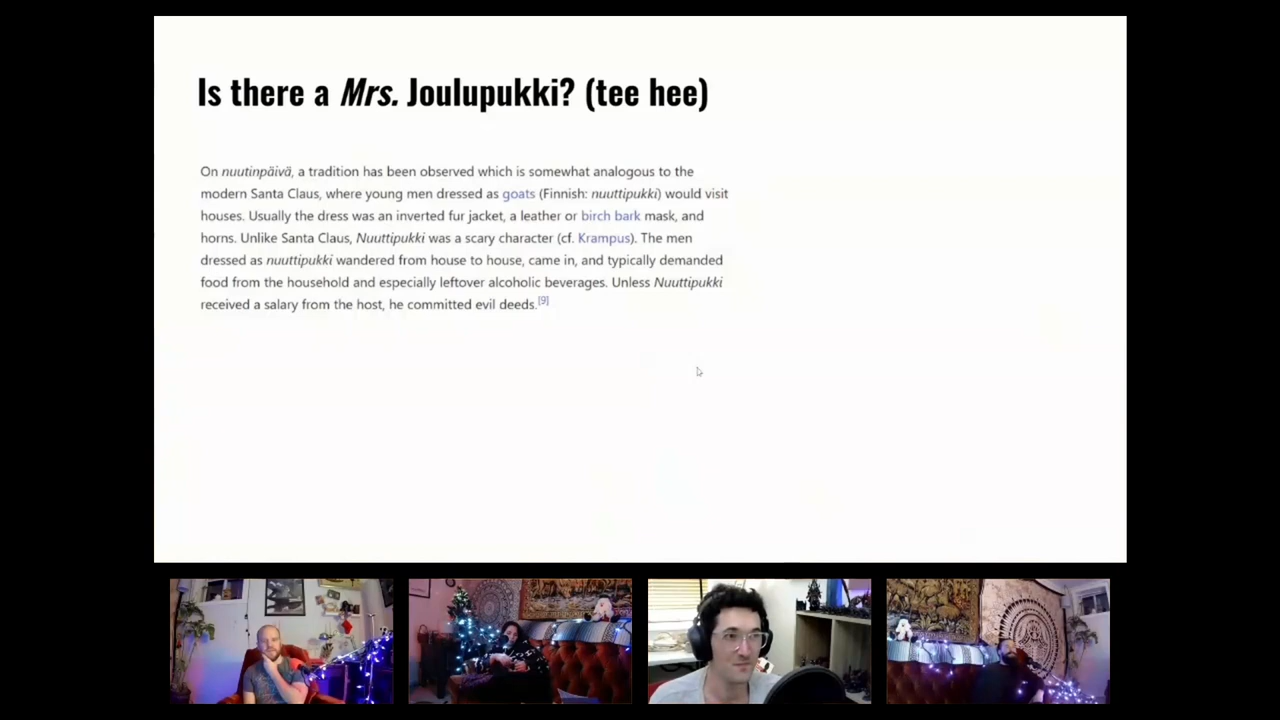 Is there a Mrs. Joulupukki? (tee hee)
On nuutinpäivä, a tradition has been observed which is somewhat analogous to the
modern Santa Claus, where young men dressed as goats (Finnish: nuuttipukki) would visit
houses. Usually the dress was an inverted fur jacket, a leather or birch bark mask, and
horns. Unlike Santa Claus, Nuuttipukki was a scary character (cf. Krampus). The men
dressed as nuuttipukki wandered from house to house, came in, and typically demanded
food from the household and especially leftover alcoholic beverages. Unless Nuuttipukki
received a salary from the host, he committed evil deeds.[9]